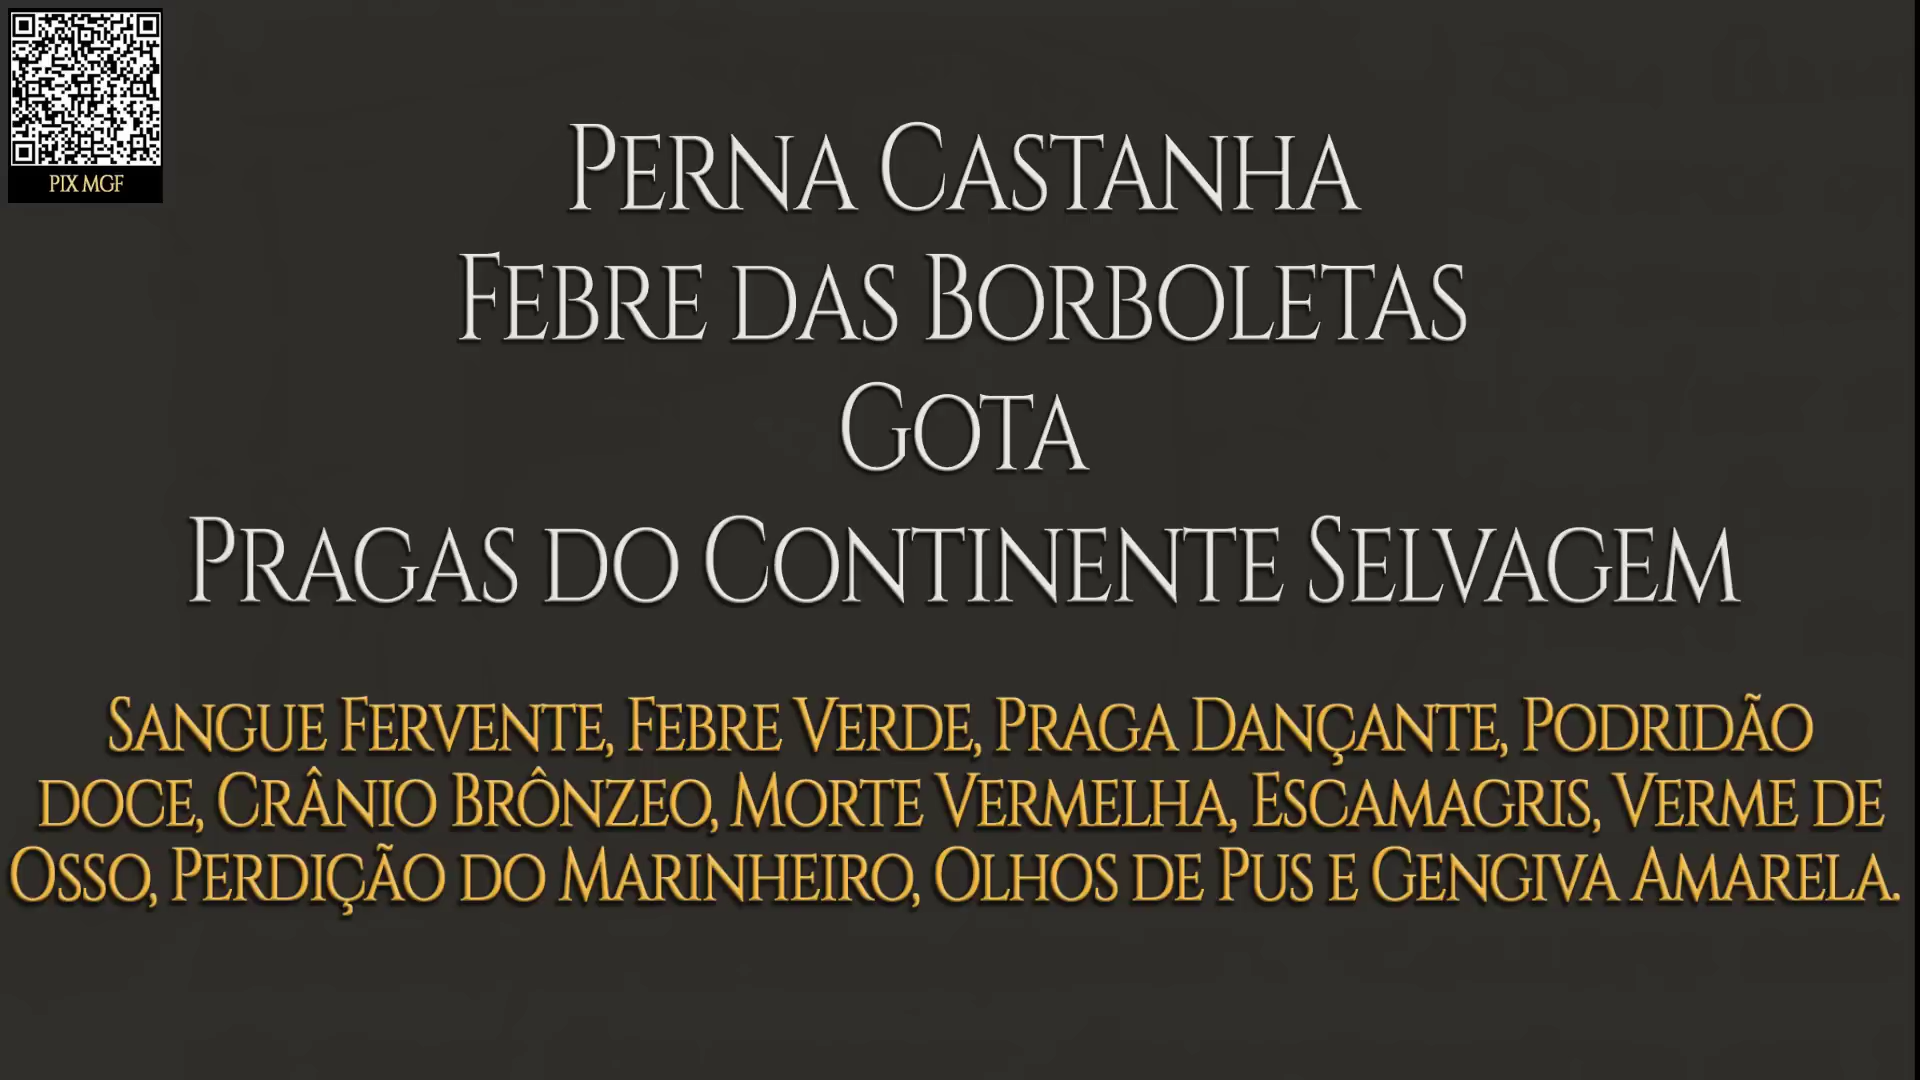 PIX MGF
Perna Castanha
Febre das Borboletas
Gota
Pragas do Continente Selvagem
Sangue Fervente, Febre Verde, Praga Dançante, Podridão
doce, Crânio Brônzeo, Morte Vermelha, Escamagris, Verme de
Osso, Perdição do Marinheiro, Olhos de Pus e Gengiva Amarela.